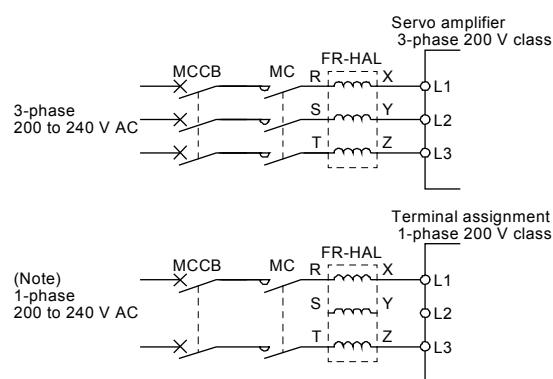 Servo amplifier
3-phase 200 V class
FR-HAL
MCCB MC R X
L1
3-phase
200 to 240 V AC
S Y
L2
T Z
L3
Terminal assignment
1-phase 200 V class
FR-HAL
(Note)
1-phase
200 to 240 V AC
MCCB MC R X
L1
S Y
L2
T Z
L3